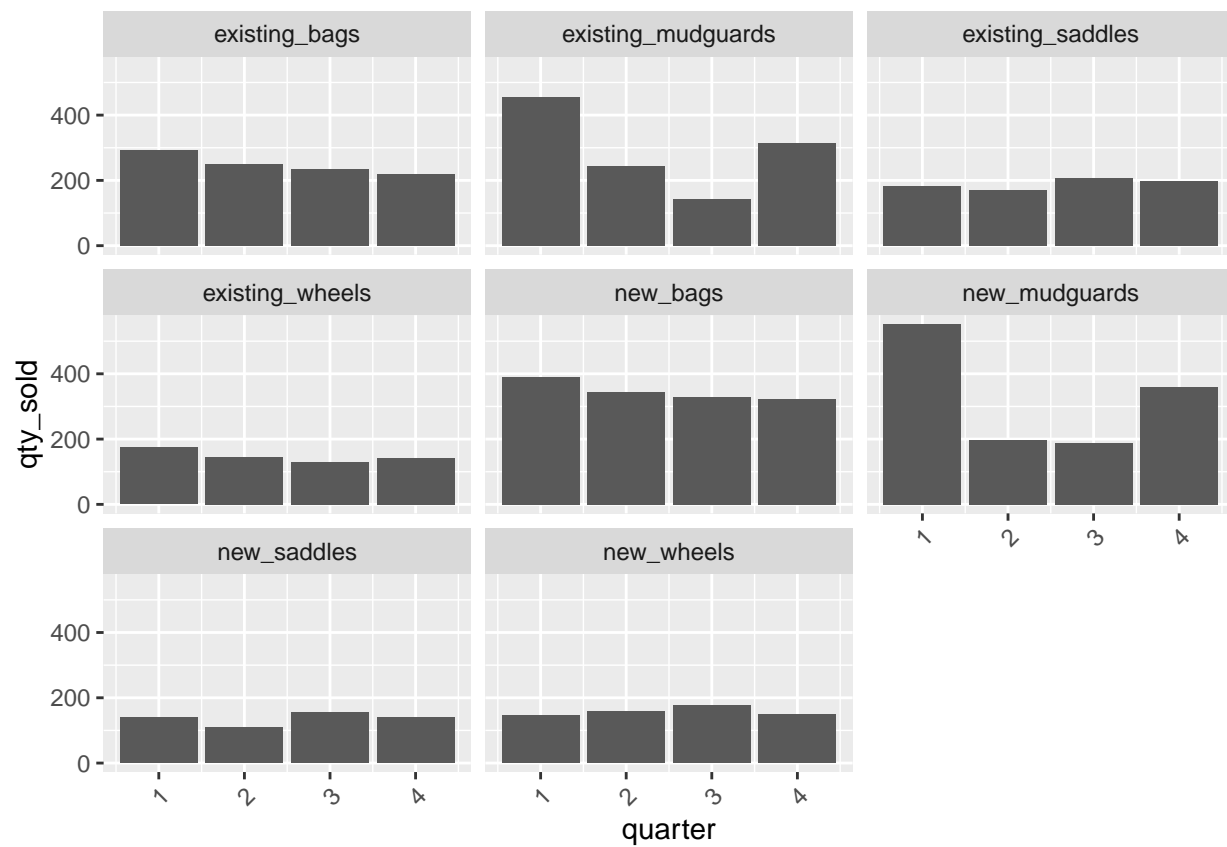 existing_bags
existing_mudguards
existing_saddles
400
200
0
existing_wheels
new_bags
new_mudguards
qty_sold
400
200
0
1
2
3
4
new_saddles
new_wheels
400
200
0
1
2
3
4
1
2
3
4
quarter